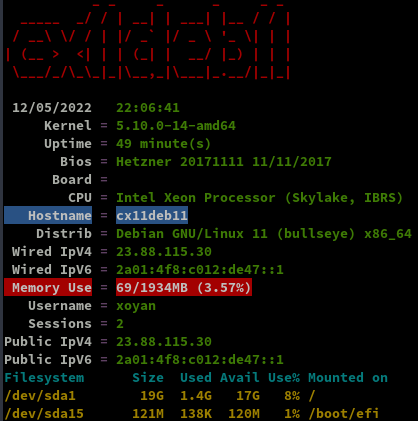 12/05/2022 22:06:41
Kernel = 5.10.0-14-amd64
Uptime = 49 minute(s)
Bios = Hetzner 20171111 11/11/2017
Board =
CPU = Intel Xeon Processor (Skylake, IBRS)
Hostname = cx11deb11
Distrib = Debian GNU/Linux 11 (bullseye) x86_64
Wired IpV4 = 23.88.115.30
Wired IpV6 = 2a01:4f8:c012:de47::1
Memory Use = 69/1934MB (3.57%)
Username = xoyan
Sessions = 2
Public IpV4 = 23.88.115.30
Public IpV6 = 2a01:4f8:c012:de47::1
Filesystem Size Used Avail Use% Mounted on
/dev/sda1 19G 1.4G 17G 8% /
/dev/sda15 121M 138K 120M 1% /boot/efi